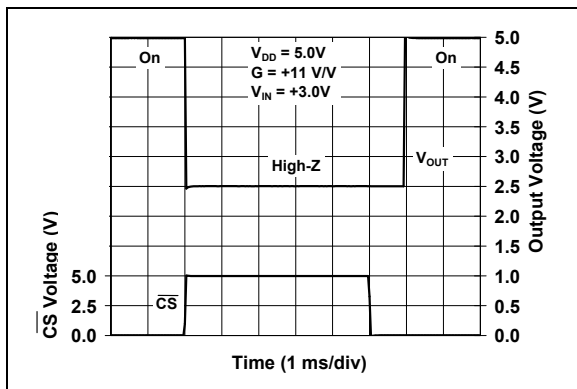 5.0
On
V_DD = 5.0V
G = +11 V/V
V_IN = +3.0V
On
4.5
4.0
3.5
3.0
High-Z
V_OUT
2.5
2.0
1.5
5.0
1.0
2.5
CS
0.5
0.0
0.0
CS Voltage (V)
Output Voltage (V)
Time (1 ms/div)